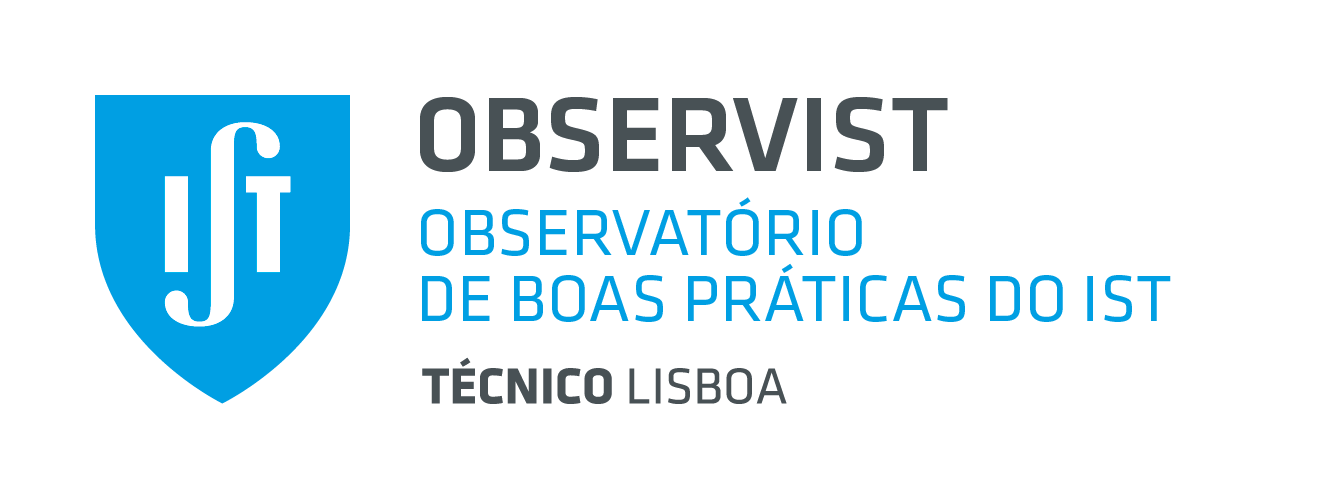 IST
OBSERVIST
OBSERVATÓRIO
DE BOAS PRÁTICAS DO IST
TÉCNICO LISBOA